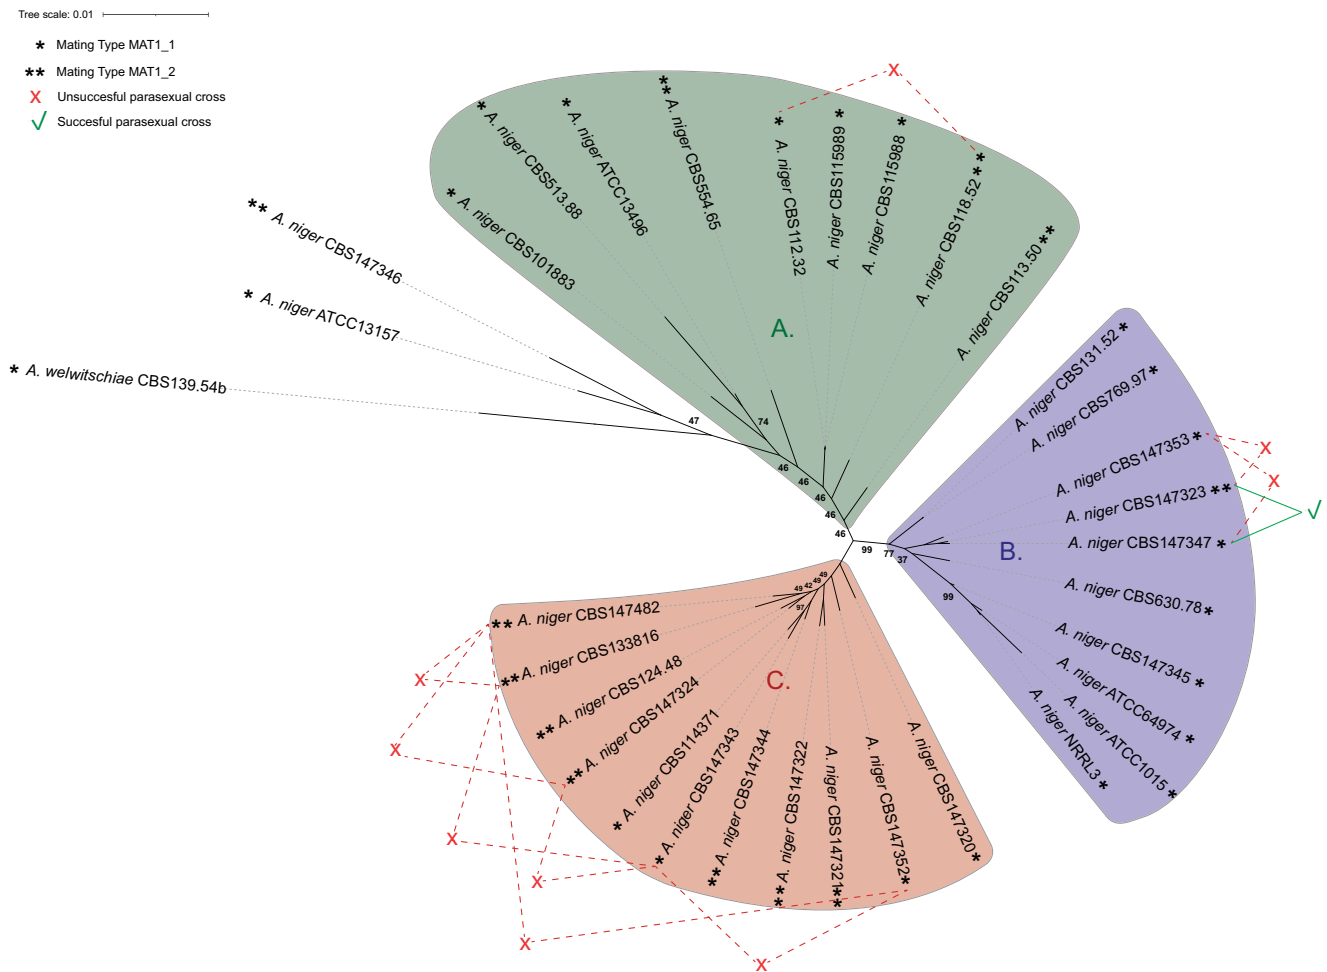 Tree scale: 0.01
* Mating Type MAT1_1
** Mating Type MAT1_2
X Unsuccesful parasexual cross
√ Succesful parasexual cross
** A. niger CBS147346
* A. niger ATCC13157
* A. welwitschiae CBS139.54b
* A. niger CBS101883
* A. niger CBS513.88
* A. niger ATCC13496
** A. niger CBS554.65
* A. niger CBS112.32
A. niger CBS115989 *
A. niger CBS115988 *
A. niger CBS118.52 **
A. niger CBS113.50 **
X
A.
47
74
46
46
46
46
46
A. niger CBS131.52 *
A. niger CBS769.97 *
A. niger CBS147353 *
A. niger CBS147323 **
A. niger CBS147347 *
A. niger CBS630.78 *
A. niger CBS147345 *
A. niger ATCC64974 *
A. niger ATCC1015 *
A. niger NRRL3 *
X
X
√
B.
99
77
37
99
** A. niger CBS147482
** A. niger CBS133816
** A. niger CBS124.48
** A. niger CBS147324
* A. niger CBS114371
* A. niger CBS147343
** A. niger CBS147344
** A. niger CBS147322
A. niger CBS147321 **
A. niger CBS147352 *
A. niger CBS147320 *
C.
49
42
49
49
97
X
X
X
X
X
X